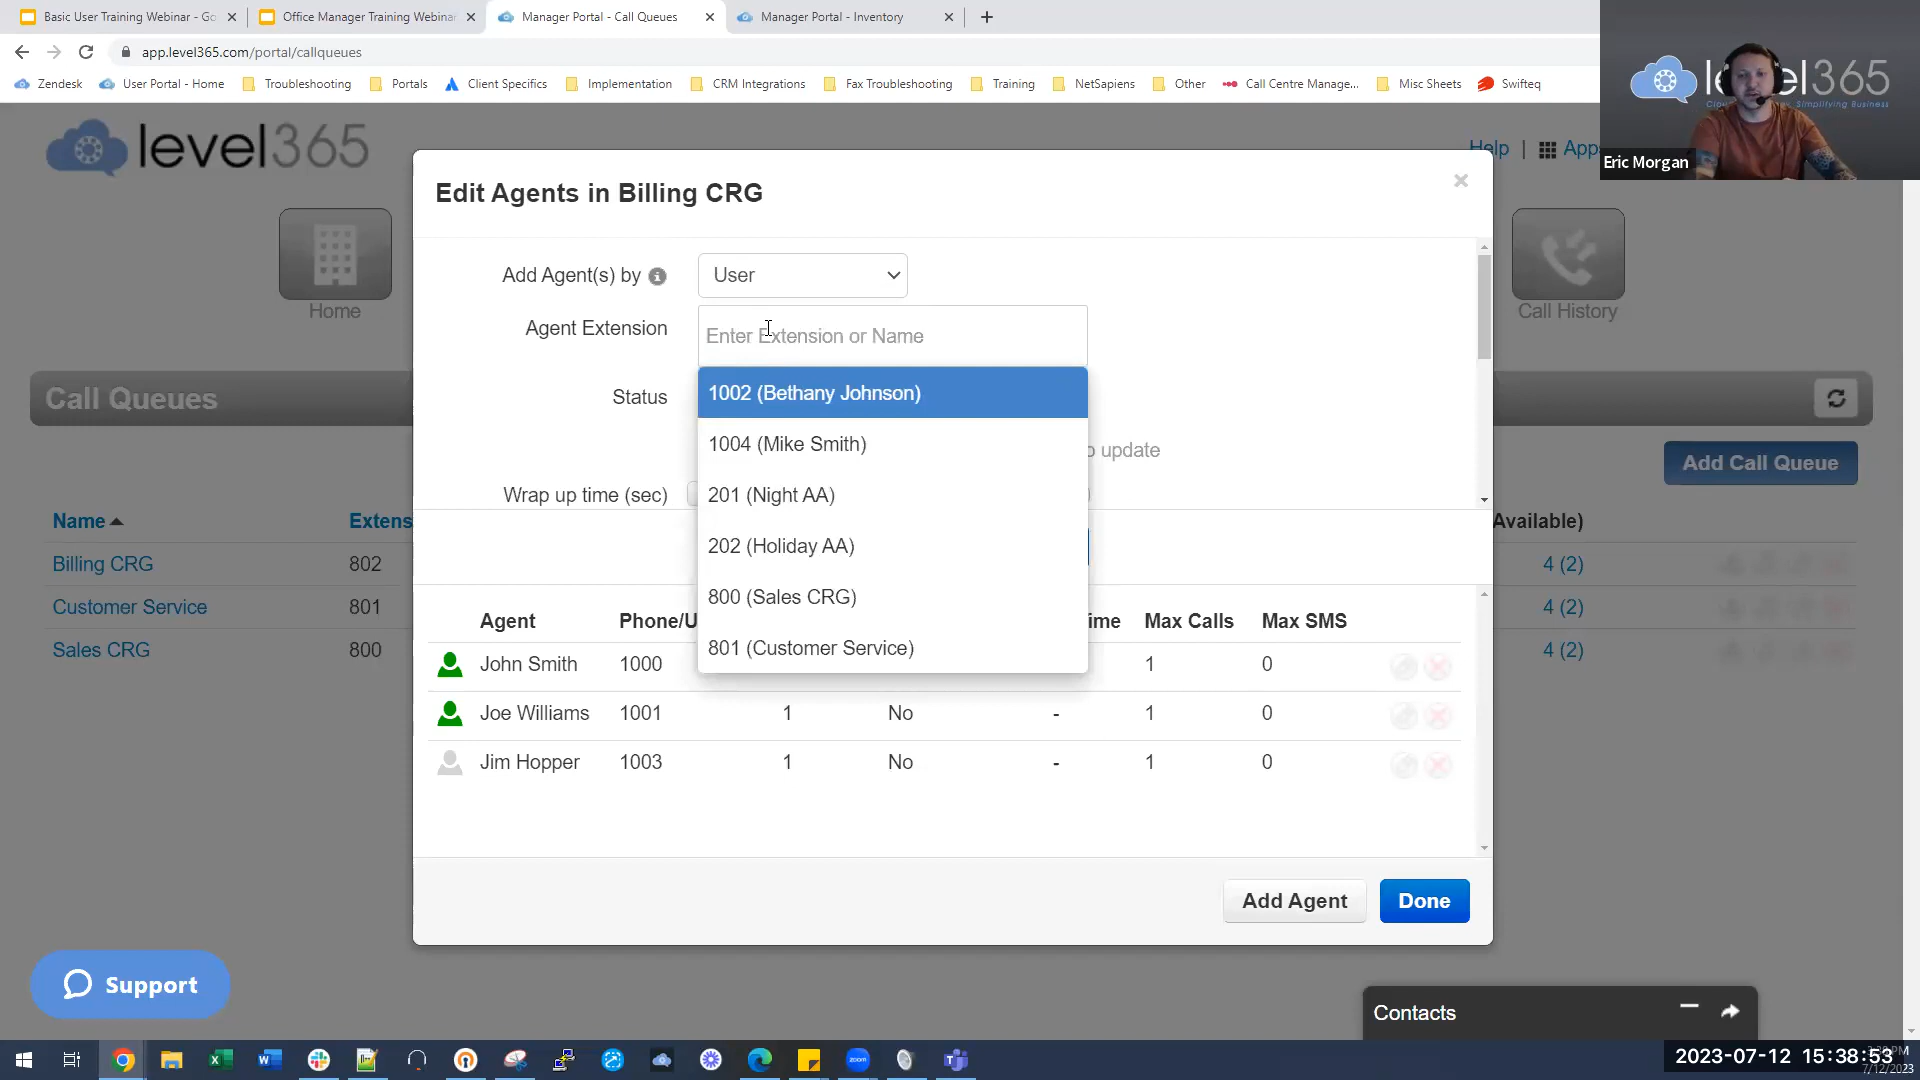 Basic User Training Webinar - Go
Office Manager Training Webinar
Manager Portal - Call Queues
Manager Portal - Inventory
app.level365.com/portal/callqueues
Zendesk
User Portal - Home
Troubleshooting
Portals
Client Specifics
Implementation
CRM Integrations
Fax Troubleshooting
Training
NetSapiens
Other
Call Centre Manage...
Misc Sheets
Swifteq
level365
Eric Morgan
level365
Help | Apps
Home
Call History
Call Queues
Add Call Queue
Name
Extens
Available)
Billing CRG 802 4 (2)
Customer Service 801 4 (2)
Sales CRG 800 4 (2)
Edit Agents in Billing CRG
Add Agent(s) by User
Agent Extension Enter Extension or Name
Status
o update
Wrap up time (sec)
1002 (Bethany Johnson)
1004 (Mike Smith)
201 (Night AA)
202 (Holiday AA)
800 (Sales CRG)
801 (Customer Service)
Agent Phone/U ime Max Calls Max SMS
John Smith 1000 1 0
Joe Williams 1001 1 No - 1 0
Jim Hopper 1003 1 No - 1 0
Add Agent
Done
Support
Contacts
zoom
2023-07-12 15:38:53
7/12/2023